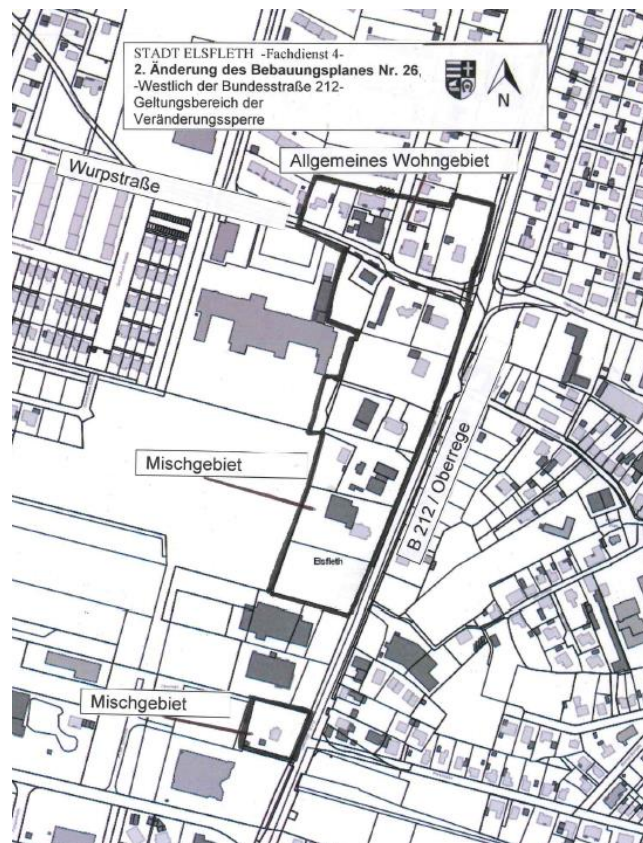 STADT ELSFLETH -Fachdienst 4-
2. Änderung des Bebauungsplanes Nr. 26,
-Westlich der Bundesstraße 212-
Geltungsbereich der
Veränderungssperre
N
Allgemeines Wohngebiet
Wurpstraße
Mischgebiet
B 212 / Oberrege
Elsfleth
Mischgebiet